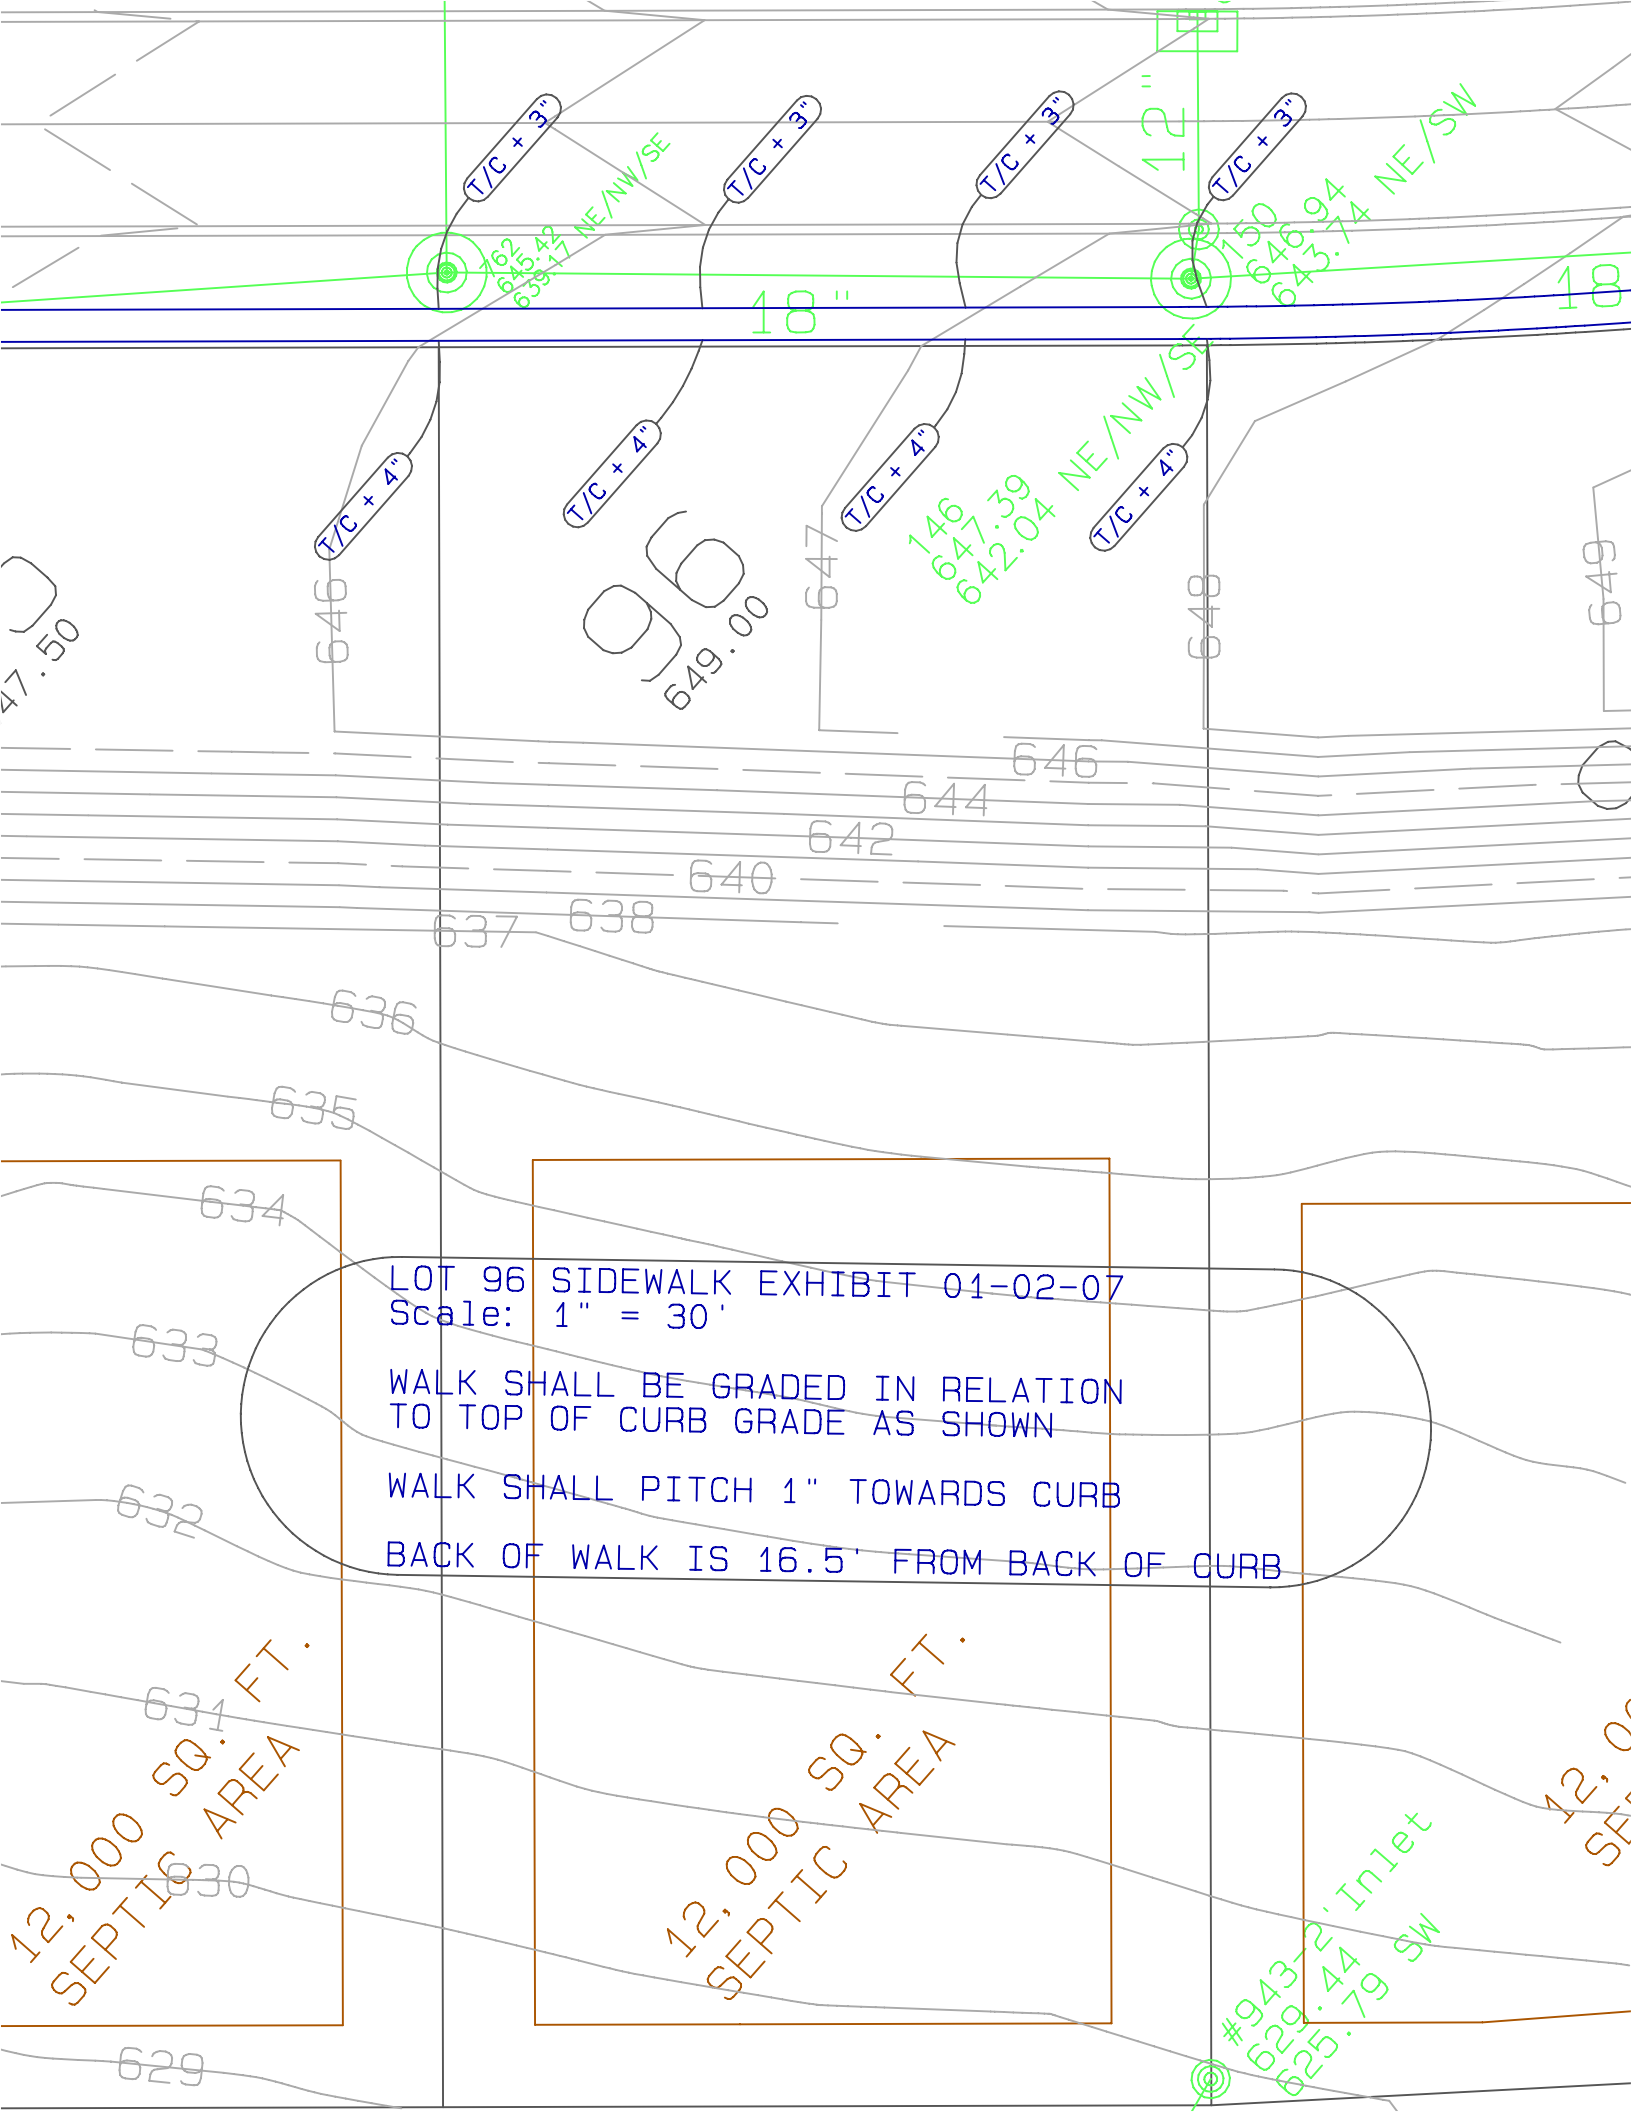 12"
T/C + 3"
T/C + 3"
T/C + 3"
T/C + 3"
162
645.42
639.17 NE/NW/SE
150
646.94
643.74 NE/SW
18"
18
T/C + 4"
T/C + 4"
T/C + 4"
T/C + 4"
146
647.39
642.04 NE/NW/SE
96
649.00
47.50
646
647
648
649
646
644
642
640
638
637
636
635
634
LOT 96 SIDEWALK EXHIBIT 01-02-07
Scale: 1" = 30'
WALK SHALL BE GRADED IN RELATION
TO TOP OF CURB GRADE AS SHOWN
WALK SHALL PITCH 1" TOWARDS CURB
BACK OF WALK IS 16.5' FROM BACK OF CURB
633
632
631
630
629
12,000 SQ. FT.
SEPTIC AREA
12,000 SQ. FT.
SEPTIC AREA
#943-2'Inlet
629.44
625.79 SW